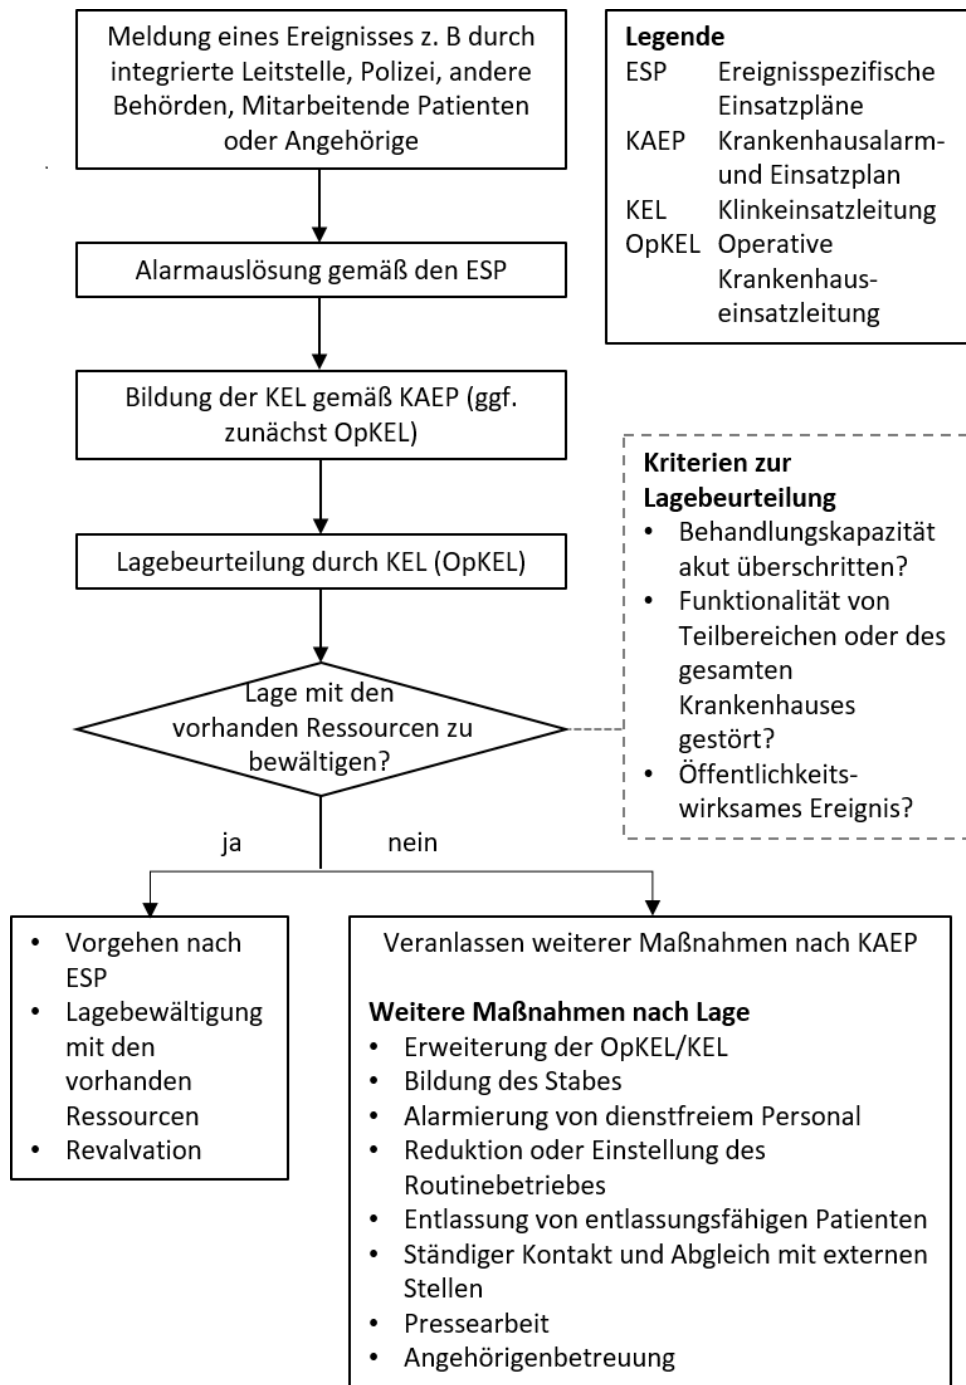 Meldung eines Ereignisses z. B durch
integrierte Leitstelle, Polizei, andere
Behörden, Mitarbeitende Patienten
oder Angehörige
Legende
ESP Ereignisspezifische
Einsatzpläne
KAEP Krankenhausalarm-
und Einsatzplan
KEL Klinkeinsatzleitung
OpKEL Operative
Krankenhaus-
einsatzleitung
Alarmauslösung gemäß den ESP
Bildung der KEL gemäß KAEP (ggf.
zunächst OpKEL)
Lagebeurteilung durch KEL (OpKEL)
Kriterien zur
Lagebeurteilung
• Behandlungskapazität
akut überschritten?
• Funktionalität von
Teilbereichen oder des
gesamten
Krankenhauses
gestört?
• Öffentlichkeits-
wirksames Ereignis?
Lage mit den
vorhanden Ressourcen zu
bewältigen?
ja
nein
• Vorgehen nach
ESP
• Lagebewältigung
mit den
vorhanden
Ressourcen
• Revalvation
Veranlassen weiterer Maßnahmen nach KAEP
Weitere Maßnahmen nach Lage
• Erweiterung der OpKEL/KEL
• Bildung des Stabes
• Alarmierung von dienstfreiem Personal
• Reduktion oder Einstellung des
Routinebetriebes
• Entlassung von entlassungsfähigen Patienten
• Ständiger Kontakt und Abgleich mit externen
Stellen
• Pressearbeit
• Angehörigenbetreuung